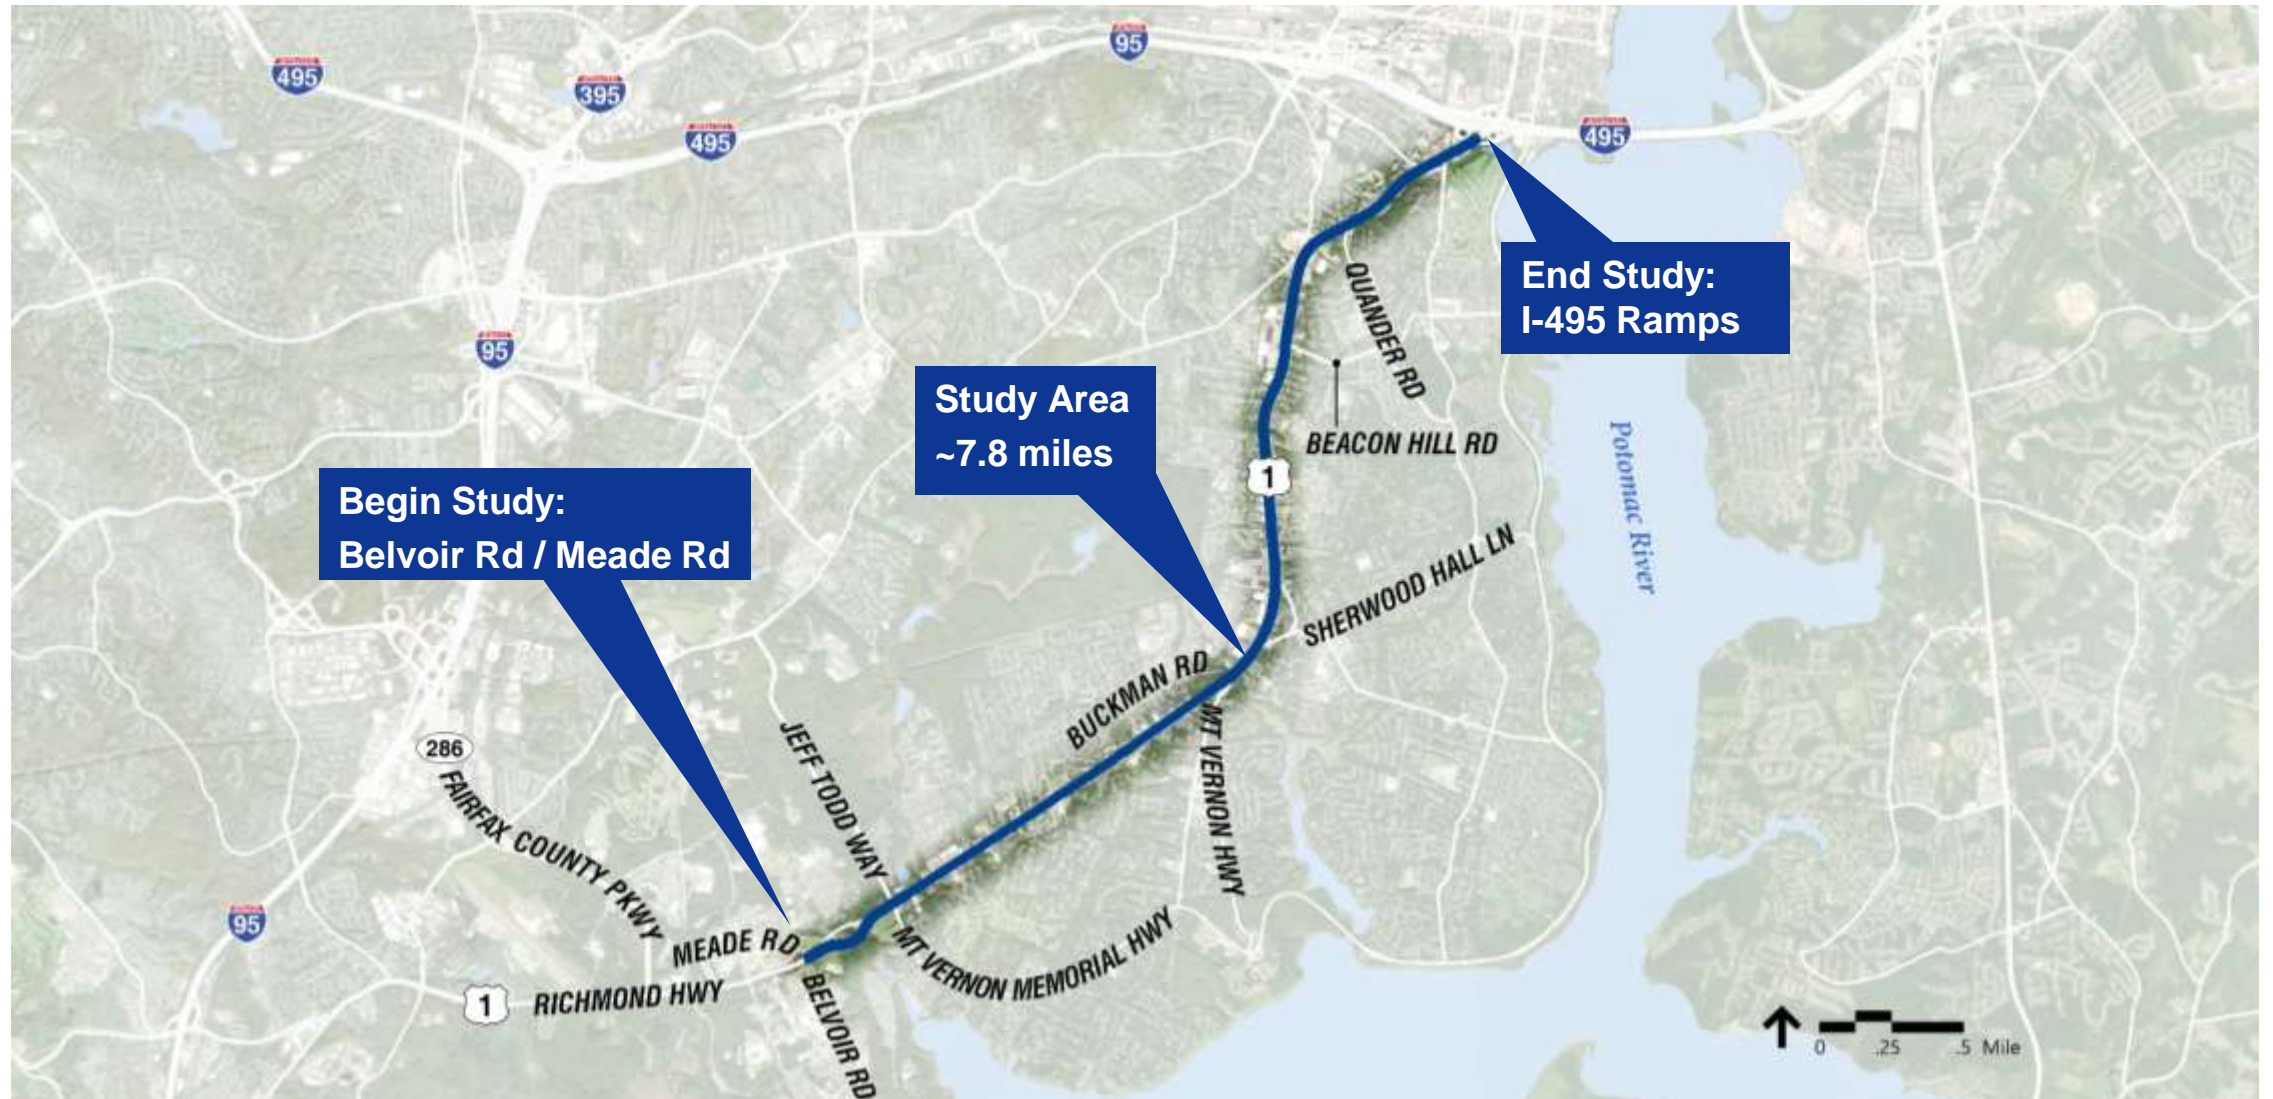 95
495
395
495
495
End Study:
I-495 Ramps
QUANDER RD
95
Study Area
~7.8 miles
BEACON HILL RD
1
Potomac River
Begin Study:
Belvoir Rd / Meade Rd
SHERWOOD HALL LN
BUCKMAN RD
MT VERNON HWY
JEFF TODD WAY
286
FAIRFAX COUNTY PKWY
95
MEADE RD
MT VERNON MEMORIAL HWY
1
RICHMOND HWY
BELVOIR RD
0 .25 .5 Mile